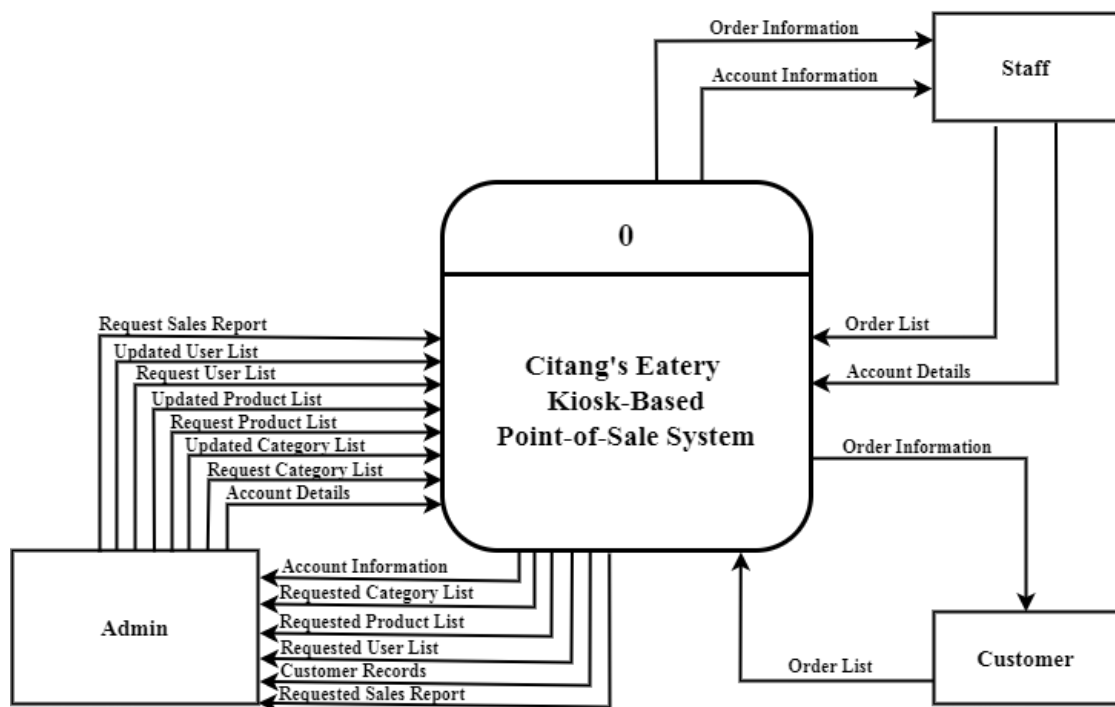 Order Information
Staff
Account Information
0
Request Sales Report
Order List
Updated User List
Request User List
Account Details
Updated Product List
Request Product List
Updated Category List
Request Category List
Account Details
Citang's Eatery
Kiosk-Based
Point-of-Sale System
Order Information
Account Information
Requested Category List
Requested Product List
Requested User List
Customer Records
Requested Sales Report
Admin
Order List
Customer